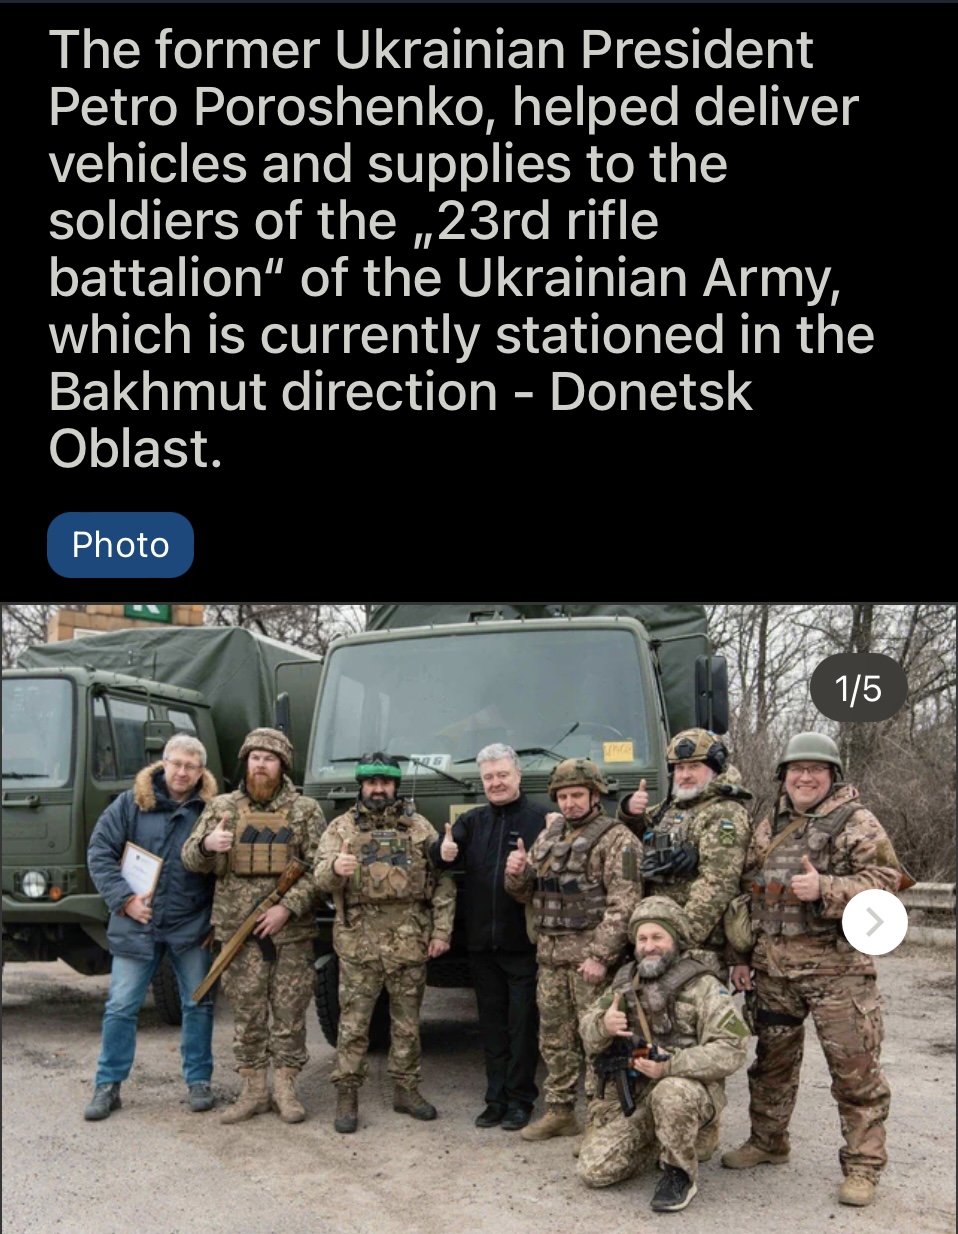 The former Ukrainian President
Petro Poroshenko, helped deliver
vehicles and supplies to the
soldiers of the „23rd rifle
battalion“ of the Ukrainian Army,
which is currently stationed in the
Bakhmut direction - Donetsk
Oblast.
Photo
1/5